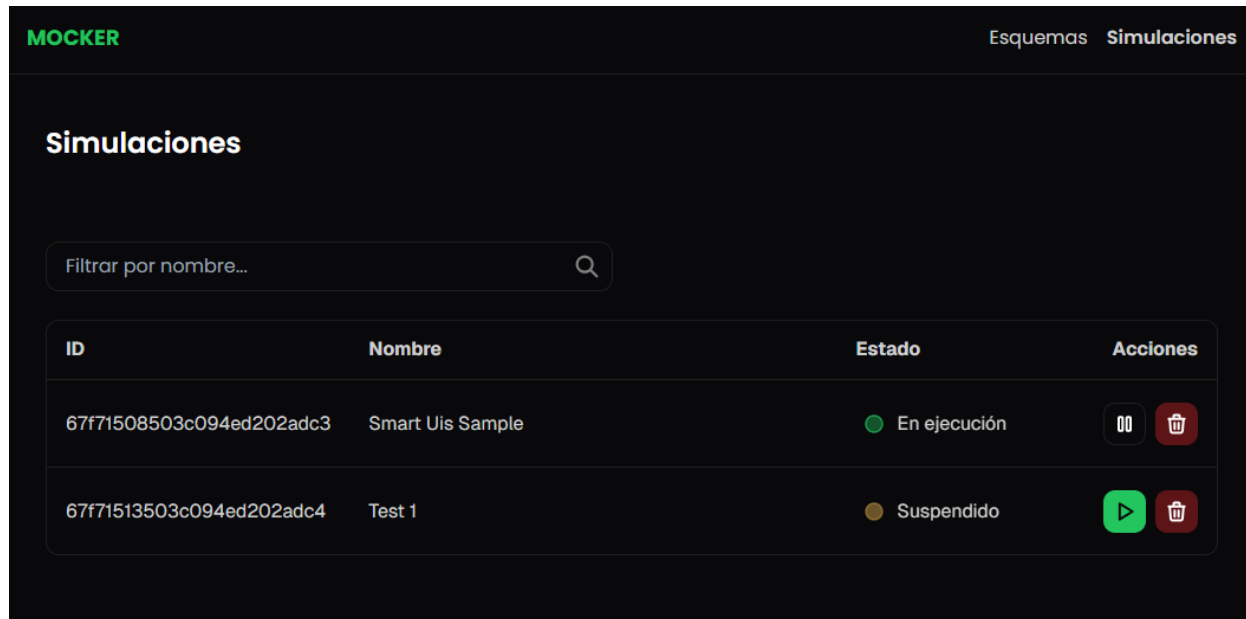 MOCKER Esquemas Simulaciones
Simulaciones
Filtrar por nombre...
ID Nombre Estado Acciones
67f71508503c094ed202adc3 Smart Uis Sample En ejecución
67f71513503c094ed202adc4 Test 1 Suspendido